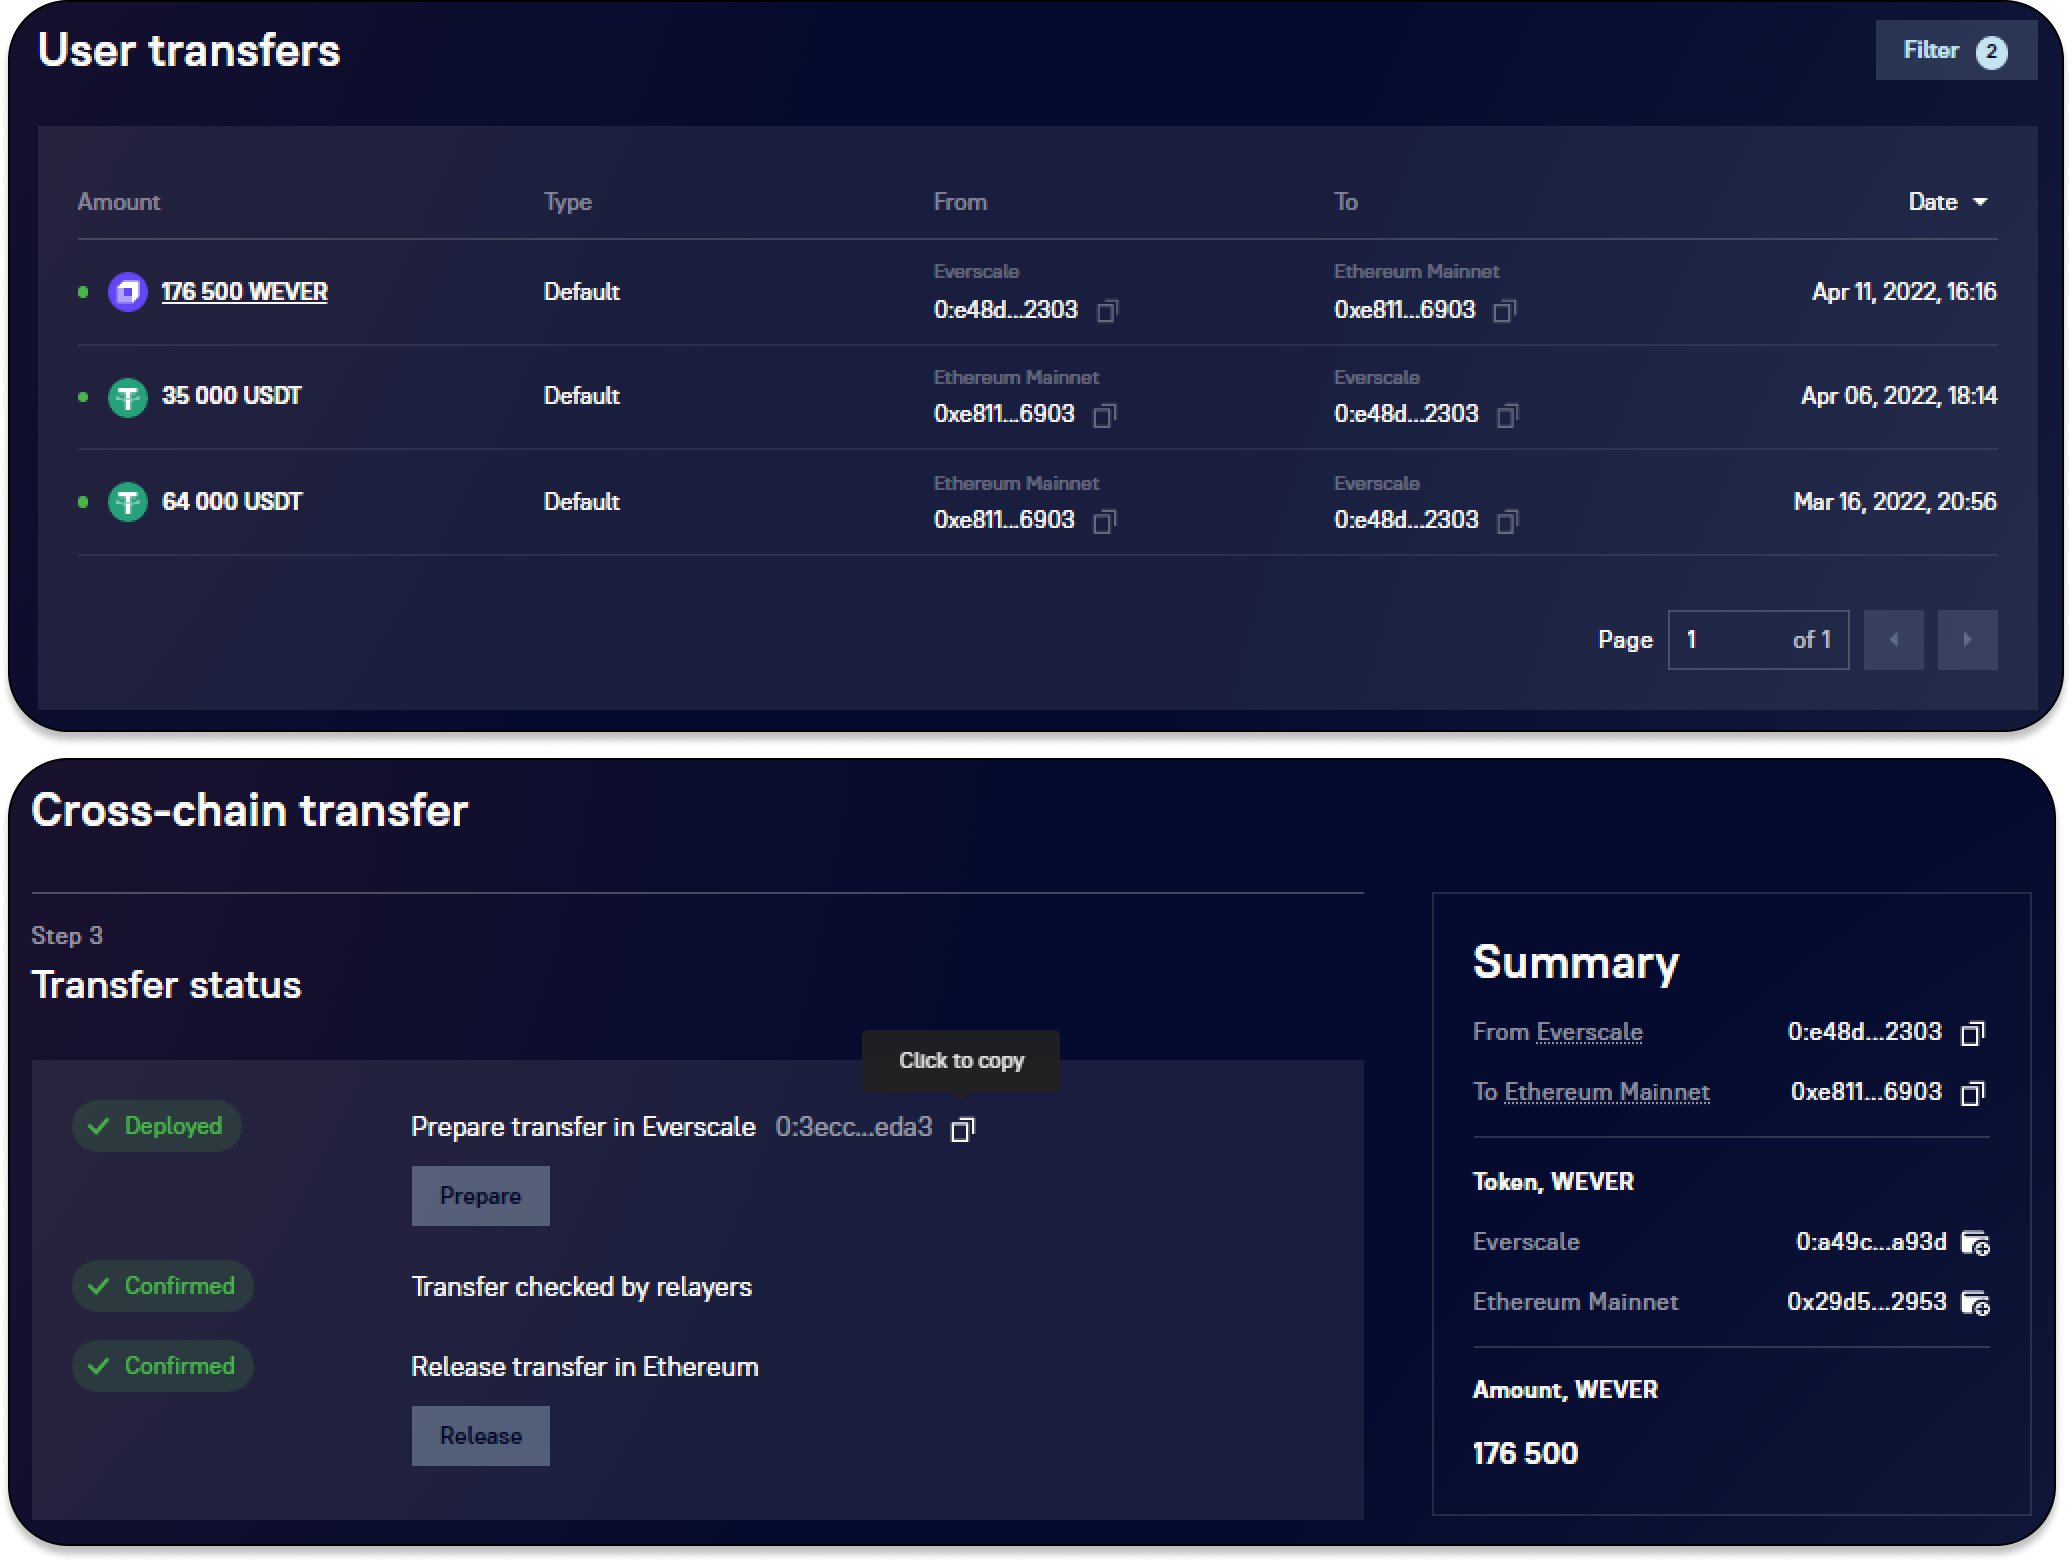 User transfers
Filter 2
Amount Type From To Date
176 500 WEVER Default Everscale 0:e48d...2303 Ethereum Mainnet 0xe811...6903 Apr 11, 2022, 16:16
35 000 USDT Default Ethereum Mainnet 0xe811...6903 Everscale 0:e48d...2303 Apr 06, 2022, 18:14
64 000 USDT Default Ethereum Mainnet 0xe811...6903 Everscale 0:e48d...2303 Mar 16, 2022, 20:56
Page 1 of 1
Cross-chain transfer
Step 3
Transfer status
Click to copy
Deployed Prepare transfer in Everscale 0:3ecc...eda3
Prepare
Confirmed Transfer checked by relayers
Confirmed Release transfer in Ethereum
Release
Summary
From Everscale 0:e48d...2303
To Ethereum Mainnet 0xe811...6903
Token, WEVER
Everscale 0:a49c...a93d
Ethereum Mainnet 0x29d5...2953
Amount, WEVER
176 500